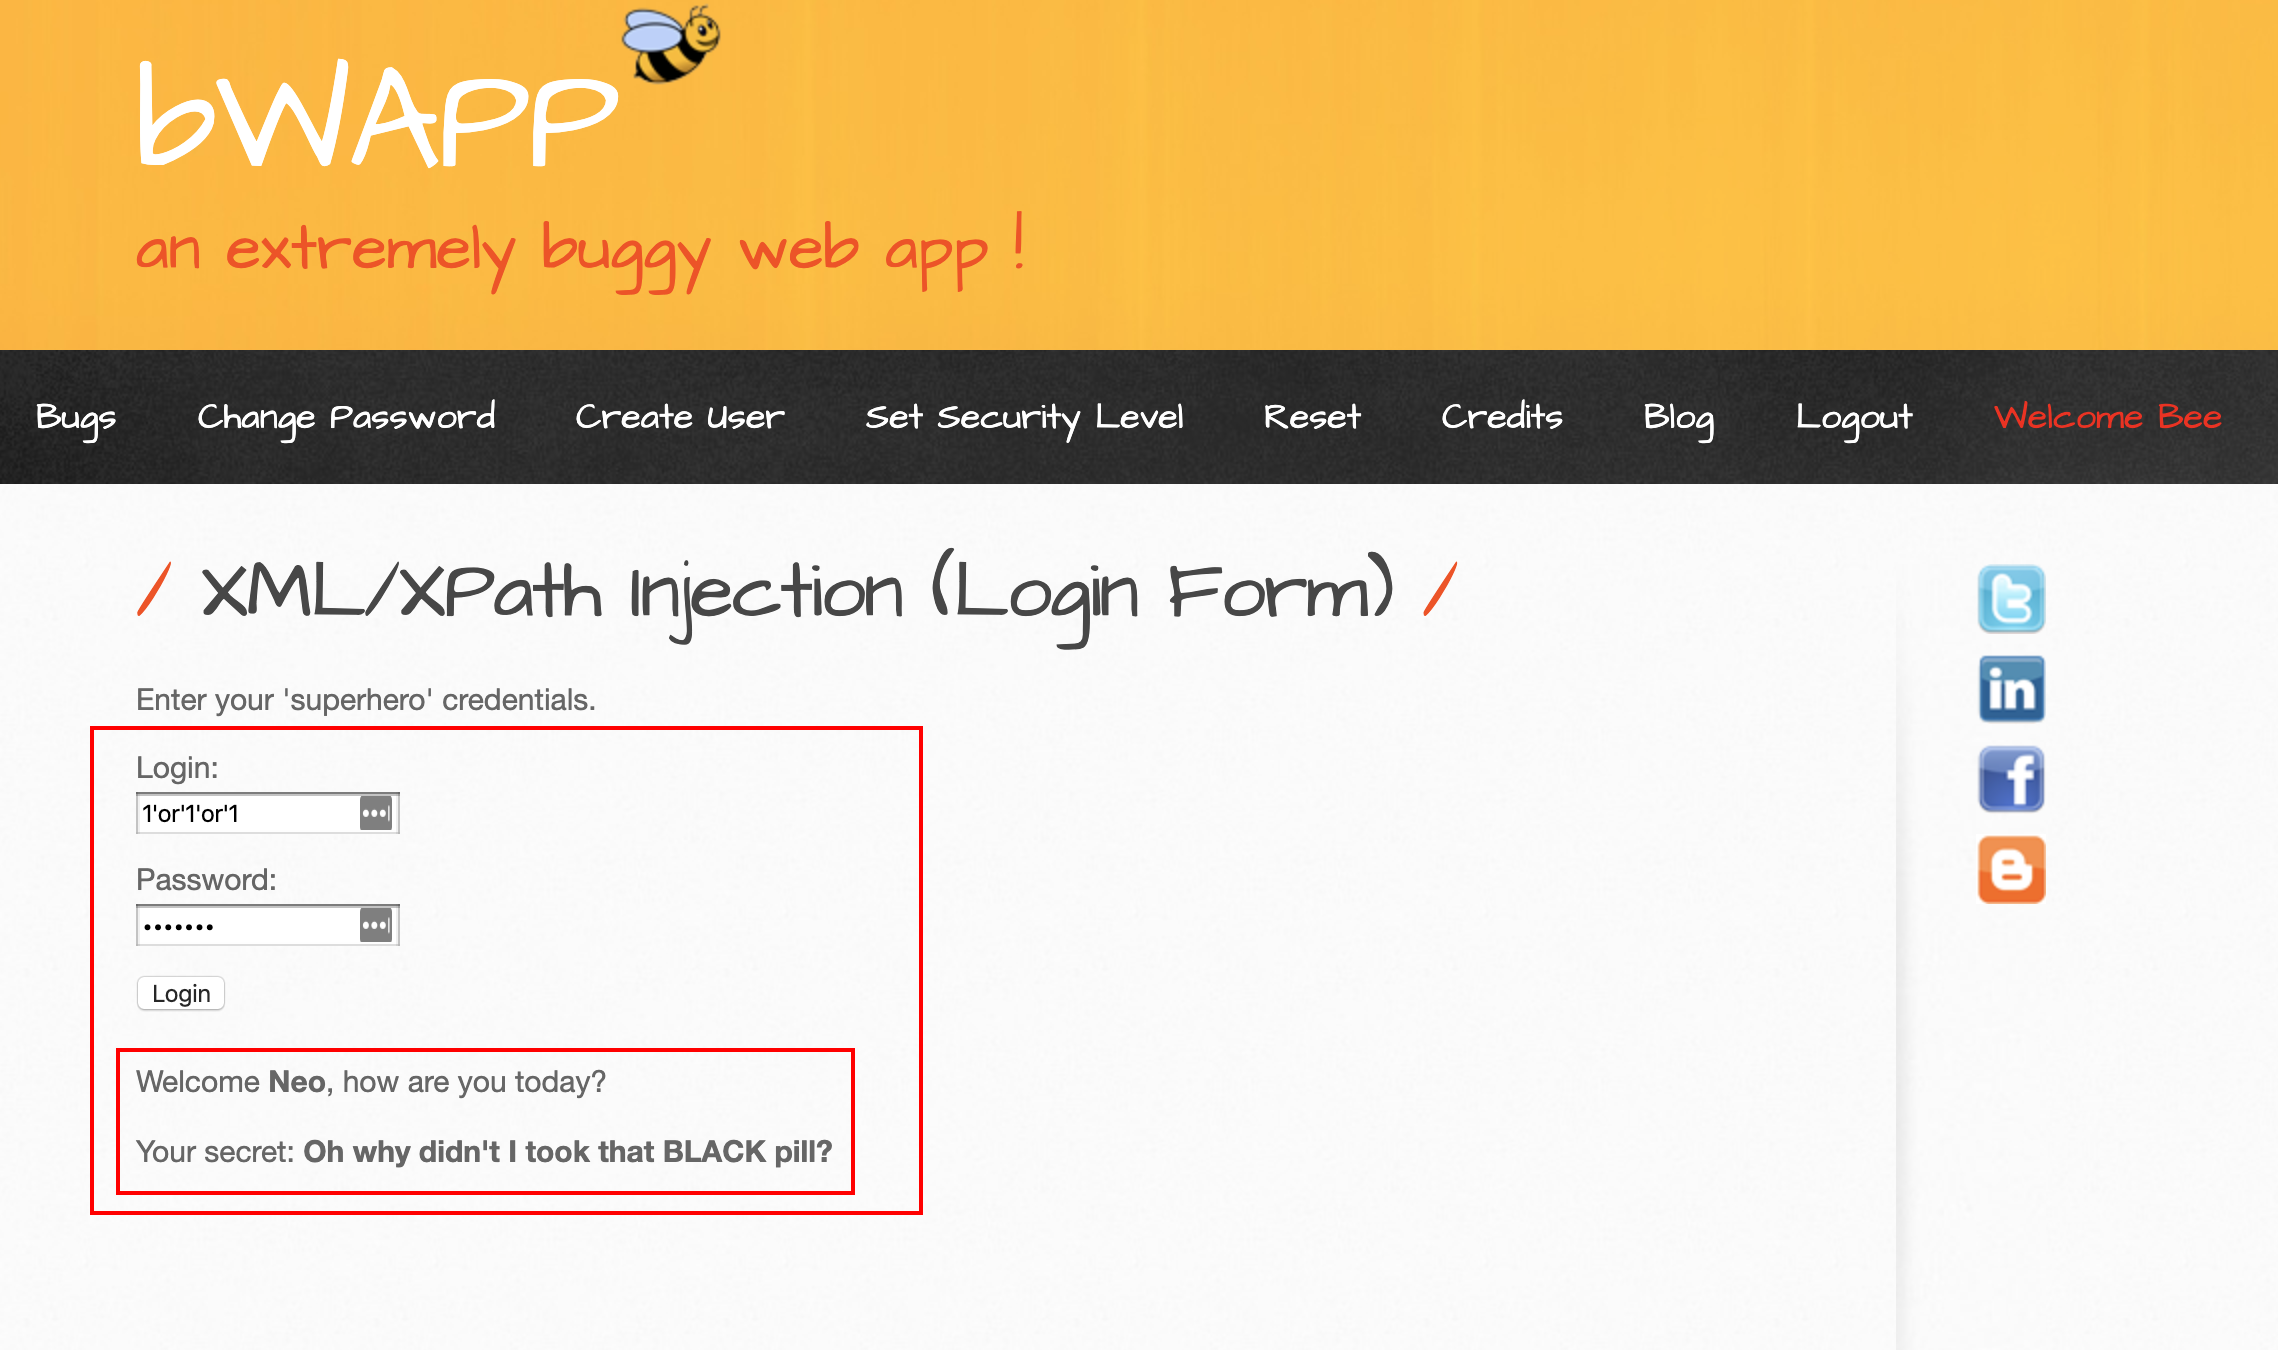 bWAPP
an extremely buggy web app !
Bugs Change Password Create User Set Security Level Reset Credits Blog Logout Welcome Bee
/ XML/XPath Injection (Login Form) /
Enter your 'superhero' credentials.
Login:
1'or'1'or'1
Password:
•••••••
Login
Welcome Neo, how are you today?
Your secret: Oh why didn't I took that BLACK pill?